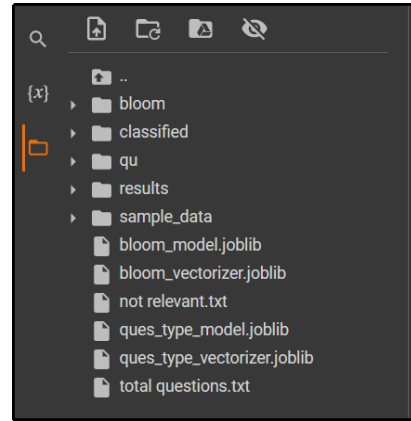 {x}
..
bloom
classified
qu
results
sample_data
bloom_model.joblib
bloom_vectorizer.joblib
not relevant.txt
ques_type_model.joblib
ques_type_vectorizer.joblib
total questions.txt